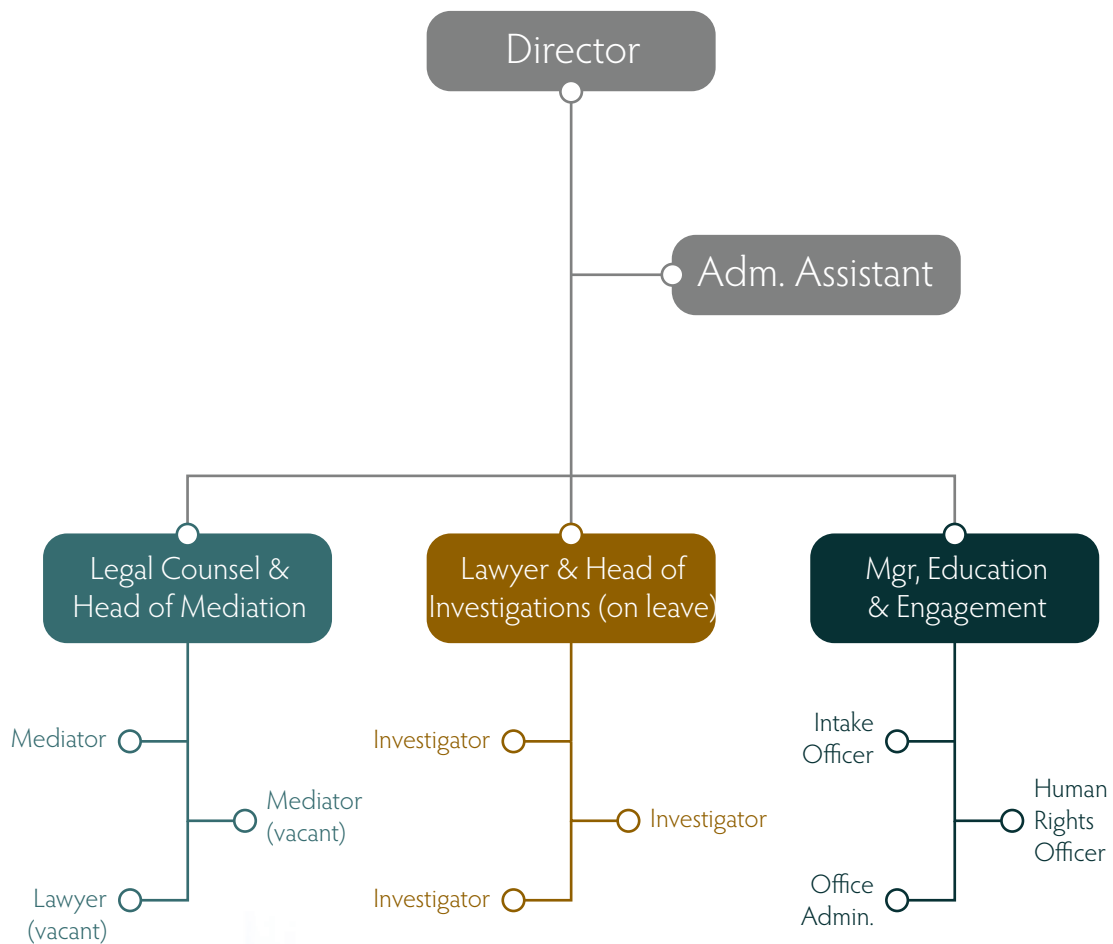 Director
Adm. Assistant
Legal Counsel &
Head of Mediation
Lawyer & Head of
Investigations (on leave)
Mgr, Education
& Engagement
Mediator
Mediator
(vacant)
Lawyer
(vacant)
Investigator
Investigator
Investigator
Intake
Officer
Human
Rights
Officer
Office
Admin.